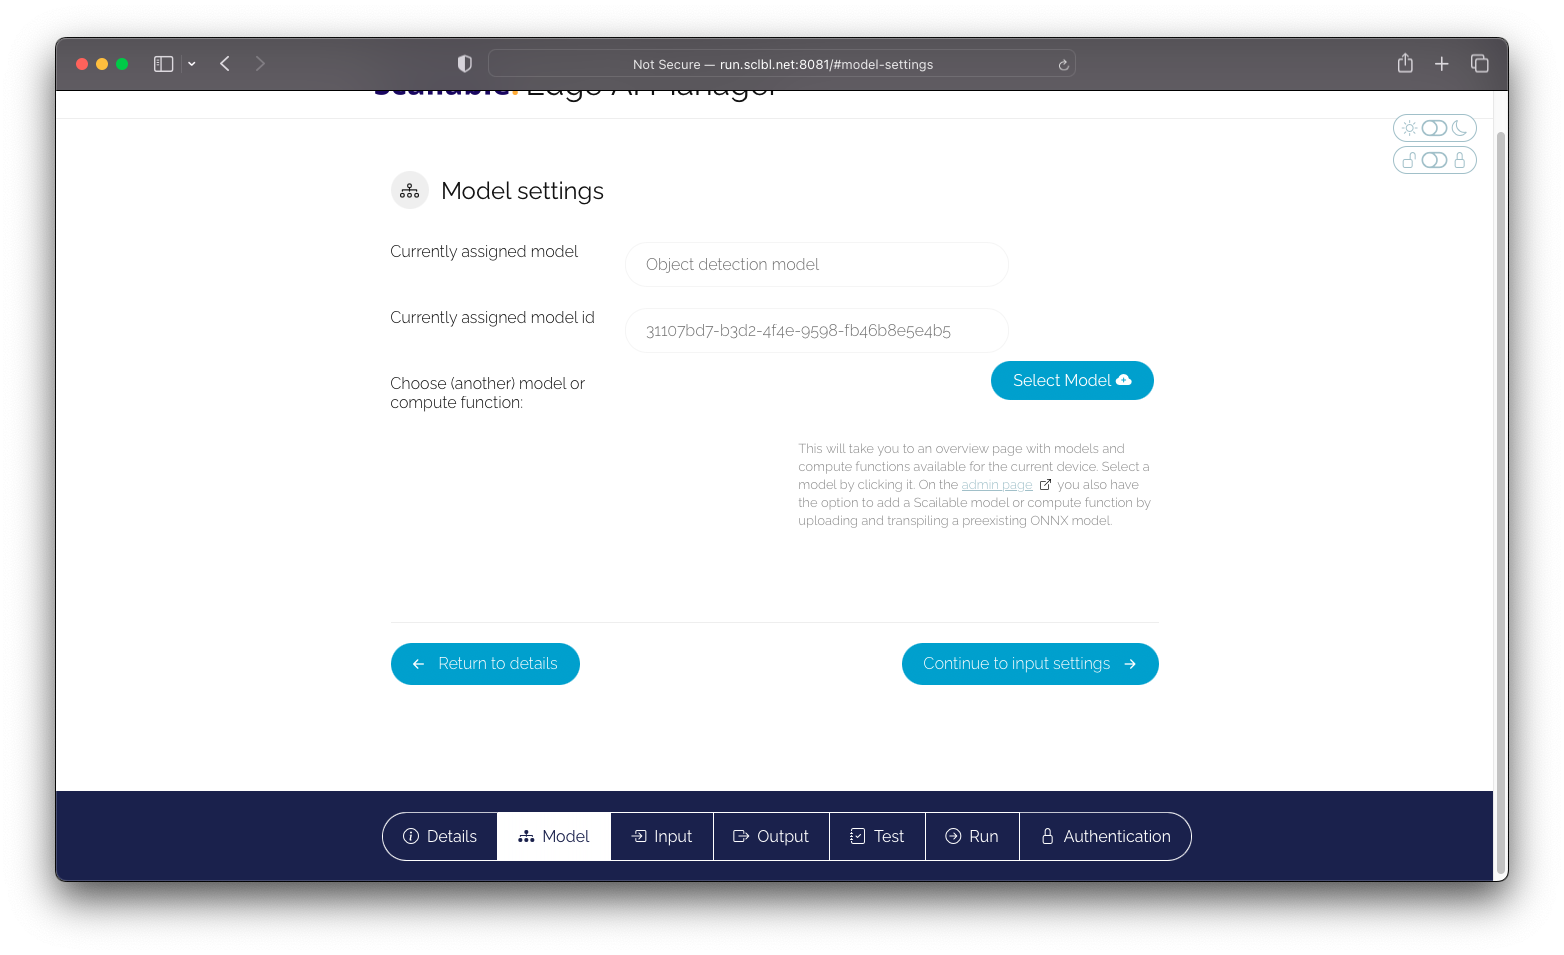 Not Secure — run.sclbl.net:8081/#model-settings
Scailable. Edge AI Manager
Model settings
Currently assigned model
Object detection model
Currently assigned model id
31107bd7-b3d2-4f4e-9598-fb46b8e5e4b5
Choose (another) model or
compute function:
Select Model
This will take you to an overview page with models and
compute functions available for the current device. Select a
model by clicking it. On the admin page you also have
the option to add a Scailable model or compute function by
uploading and transpiling a preexisting ONNX model.
Return to details
Continue to input settings
Details
Model
Input
Output
Test
Run
Authentication